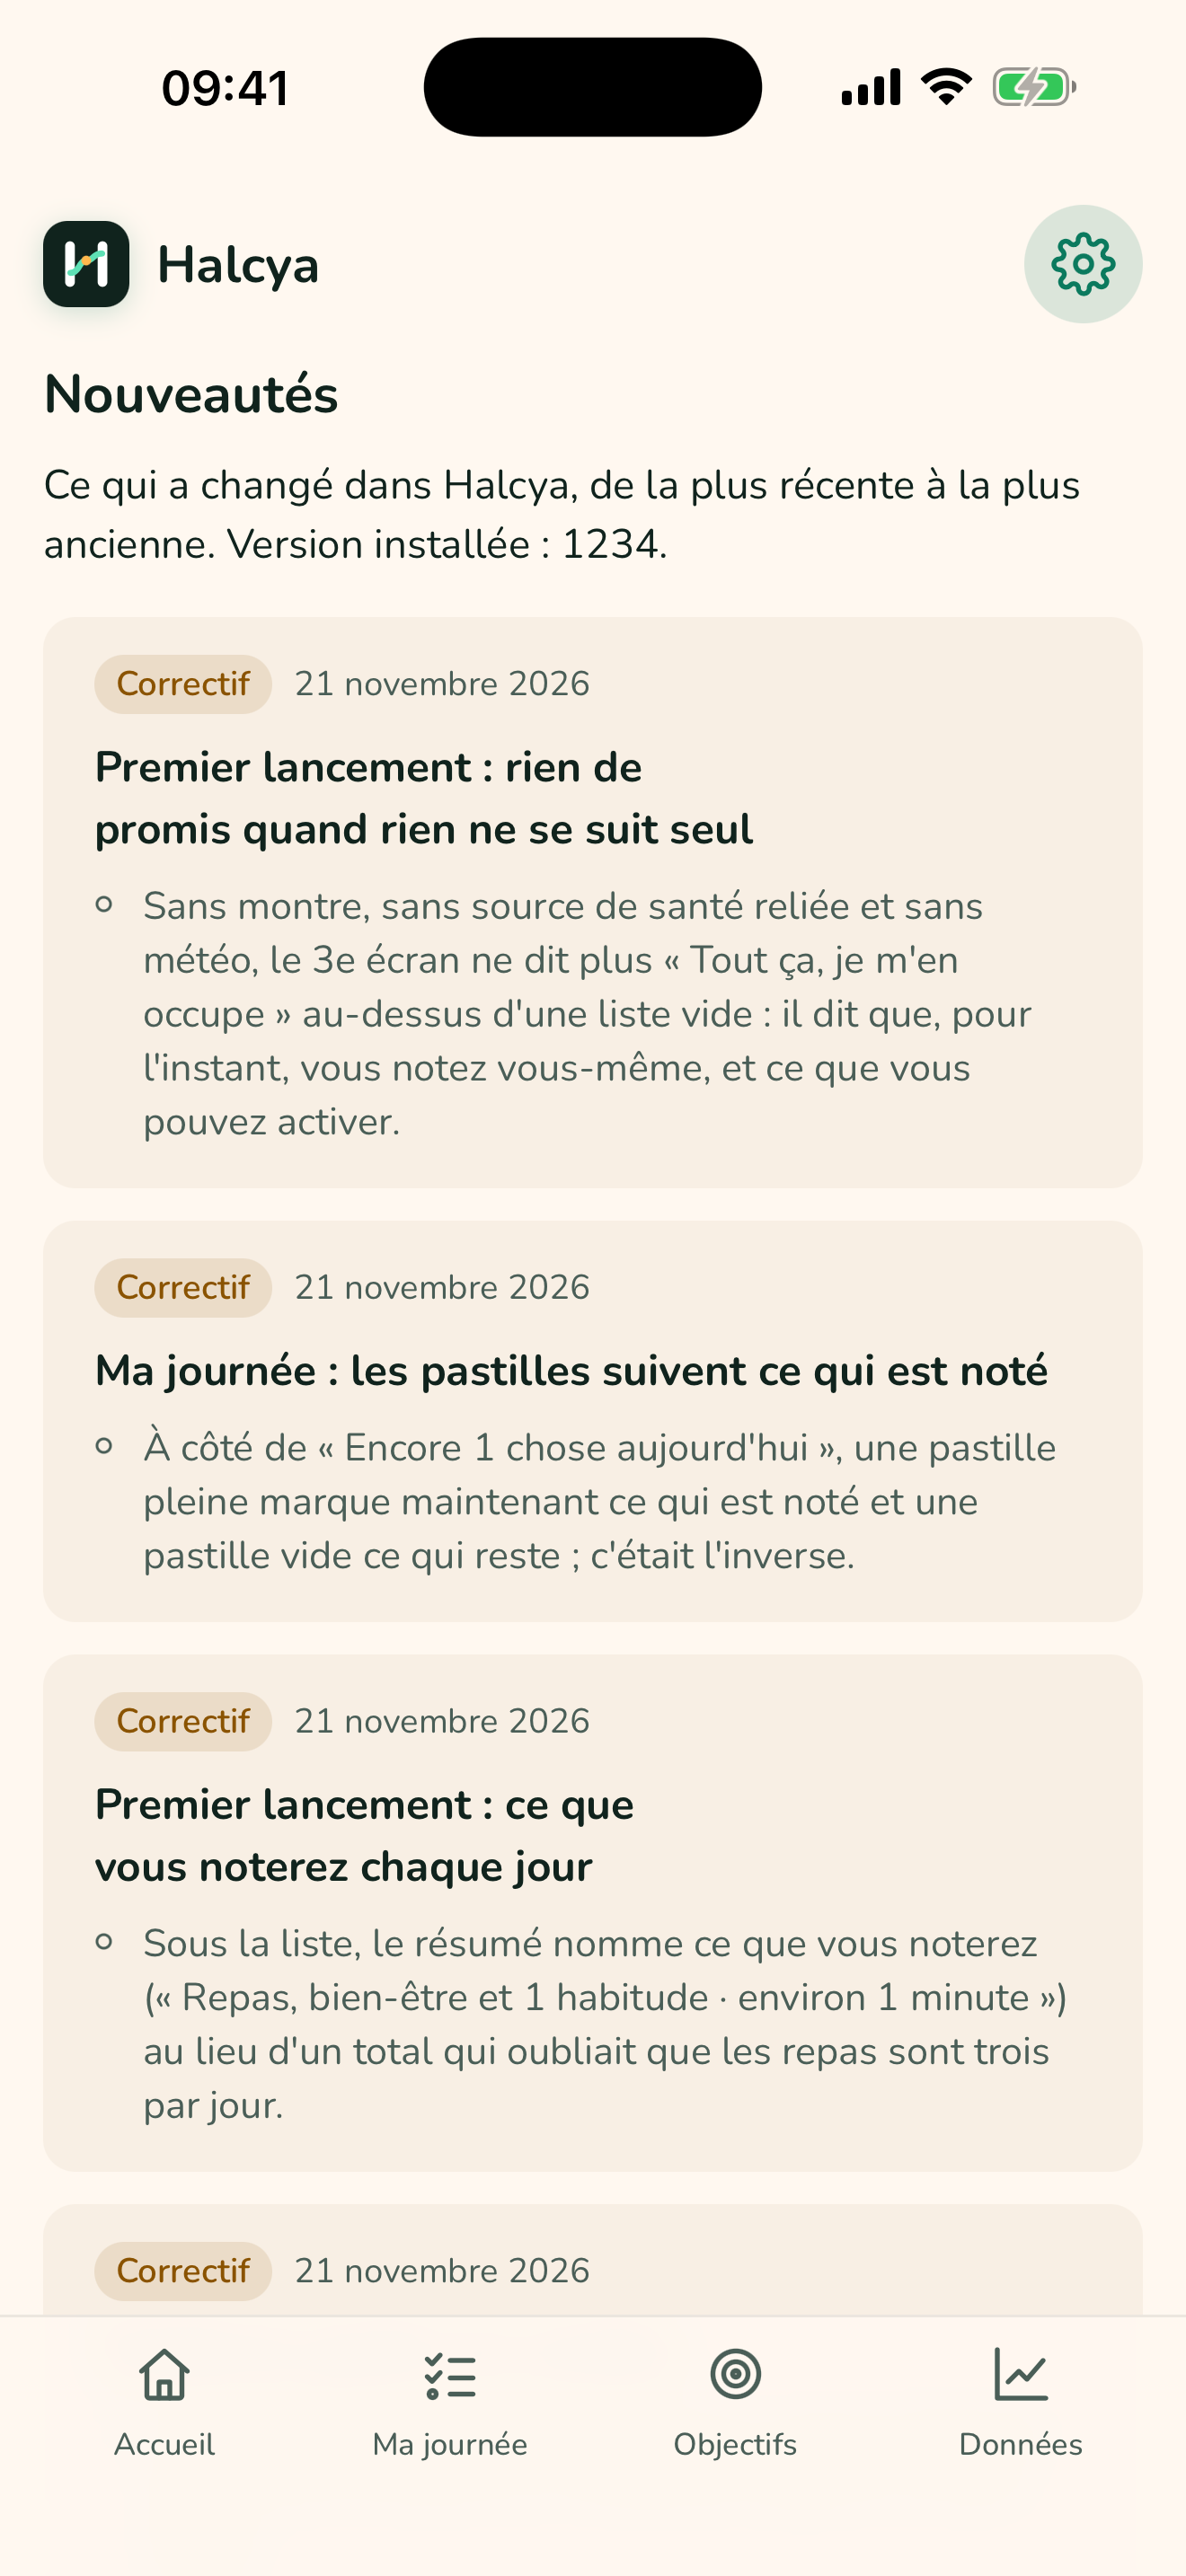 09:41
Halcya
Nouveautés
Ce qui a changé dans Halcya, de la plus récente à la plus
ancienne. Version installée : 1234.
Correctif 21 novembre 2026
Premier lancement : rien de
promis quand rien ne se suit seul
Sans montre, sans source de santé reliée et sans
météo, le 3e écran ne dit plus « Tout ça, je m'en
occupe » au-dessus d'une liste vide : il dit que, pour
l'instant, vous notez vous-même, et ce que vous
pouvez activer.
Correctif 21 novembre 2026
Ma journée : les pastilles suivent ce qui est noté
À côté de « Encore 1 chose aujourd'hui », une pastille
pleine marque maintenant ce qui est noté et une
pastille vide ce qui reste ; c'était l'inverse.
Correctif 21 novembre 2026
Premier lancement : ce que
vous noterez chaque jour
Sous la liste, le résumé nomme ce que vous noterez
(« Repas, bien-être et 1 habitude · environ 1 minute »)
au lieu d'un total qui oubliait que les repas sont trois
par jour.
Correctif 21 novembre 2026
Accueil Ma journée Objectifs Données